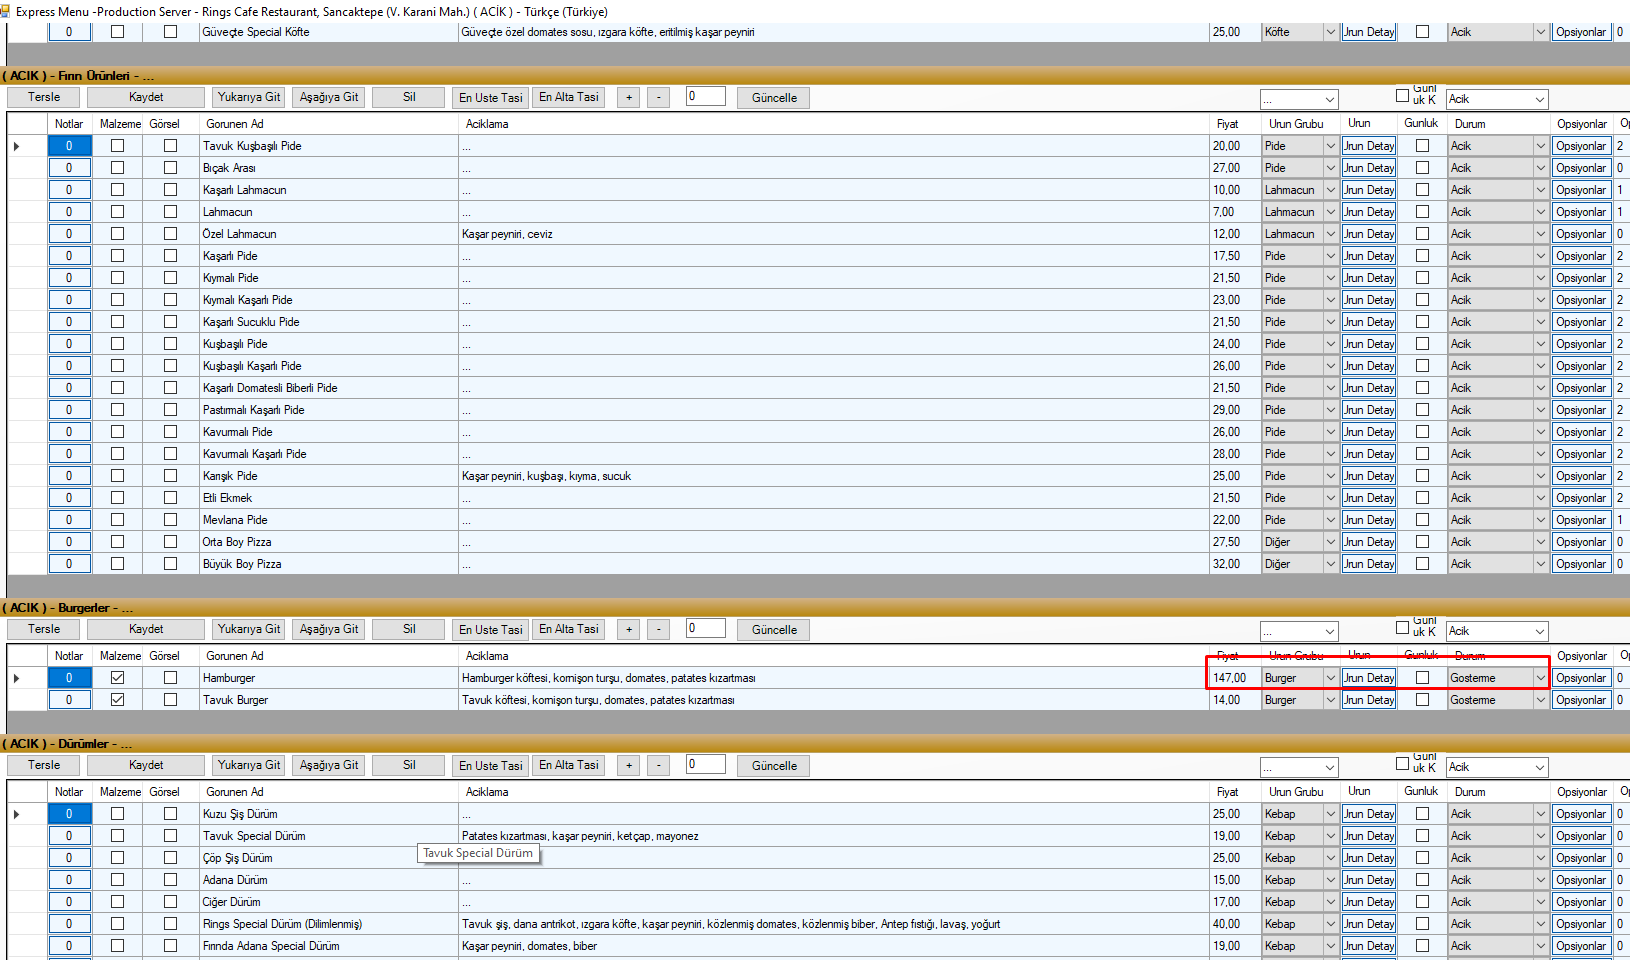 Express Menu -Production Server - Rings Cafe Restaurant, Sancaktepe (V. Karani Mah.) ( ACİK ) - Türkçe (Türkiye)
0 Güveçte Special Köfte Güveçte özel domates sosu, ızgara köfte, eritilmiş kaşar peyniri 25,00 Köfte Urun Detay Acik Opsiyonlar 0
( ACIK ) - Fırın Ürünleri - ...
Tersle Kaydet Yukarıya Git Aşağıya Git Sil En Uste Tasi En Alta Tasi + - 0 Güncelle ... Günl uk K Acik
Notlar Malzeme Görsel Gorunen Ad Aciklama Fiyat Urun Grubu Urun Gunluk Durum Opsiyonlar
0 Tavuk Kuşbaşılı Pide ... 20,00 Pide Urun Detay Acik Opsiyonlar 2
0 Bıçak Arası ... 27,00 Pide Urun Detay Acik Opsiyonlar 0
0 Kaşarlı Lahmacun ... 10,00 Lahmacun Urun Detay Acik Opsiyonlar 1
0 Lahmacun ... 7,00 Lahmacun Urun Detay Acik Opsiyonlar 1
0 Özel Lahmacun Kaşar peyniri, ceviz 12,00 Lahmacun Urun Detay Acik Opsiyonlar 0
0 Kaşarlı Pide ... 17,50 Pide Urun Detay Acik Opsiyonlar 2
0 Kıymalı Pide ... 21,50 Pide Urun Detay Acik Opsiyonlar 2
0 Kıymalı Kaşarlı Pide ... 23,00 Pide Urun Detay Acik Opsiyonlar 2
0 Kaşarlı Sucuklu Pide ... 21,50 Pide Urun Detay Acik Opsiyonlar 2
0 Kuşbaşılı Pide ... 24,00 Pide Urun Detay Acik Opsiyonlar 2
0 Kuşbaşılı Kaşarlı Pide ... 26,00 Pide Urun Detay Acik Opsiyonlar 2
0 Kaşarlı Domatesli Biberli Pide ... 21,50 Pide Urun Detay Acik Opsiyonlar 2
0 Pastırmalı Kaşarlı Pide ... 29,00 Pide Urun Detay Acik Opsiyonlar 2
0 Kavurmalı Pide ... 26,00 Pide Urun Detay Acik Opsiyonlar 2
0 Kavurmalı Kaşarlı Pide ... 28,00 Pide Urun Detay Acik Opsiyonlar 2
0 Karışık Pide Kaşar peyniri, kuşbaşı, kıyma, sucuk 25,00 Pide Urun Detay Acik Opsiyonlar 2
0 Etli Ekmek ... 21,50 Pide Urun Detay Acik Opsiyonlar 2
0 Mevlana Pide ... 22,00 Pide Urun Detay Acik Opsiyonlar 1
0 Orta Boy Pizza ... 27,50 Diğer Urun Detay Acik Opsiyonlar 0
0 Büyük Boy Pizza ... 32,00 Diğer Urun Detay Acik Opsiyonlar 0
( ACIK ) - Burgerler - ...
Tersle Kaydet Yukarıya Git Aşağıya Git Sil En Uste Tasi En Alta Tasi + - 0 Güncelle ... Günl uk K Acik
Notlar Malzeme Görsel Gorunen Ad Aciklama Fiyat Urun Grubu Urun Gunluk Durum Opsiyonlar
0 Hamburger Hamburger köftesi, kornişon turşu, domates, patates kızartması 147,00 Burger Urun Detay Gosterme Opsiyonlar 0
0 Tavuk Burger Tavuk köftesi, kornişon turşu, domates, patates kızartması 14,00 Burger Urun Detay Gosterme Opsiyonlar 0
( ACIK ) - Dürümler - ...
Tersle Kaydet Yukarıya Git Aşağıya Git Sil En Uste Tasi En Alta Tasi + - 0 Güncelle ... Günl uk K Acik
Notlar Malzeme Görsel Gorunen Ad Aciklama Fiyat Urun Grubu Urun Gunluk Durum Opsiyonlar
0 Kuzu Şiş Dürüm ... 25,00 Kebap Urun Detay Acik Opsiyonlar 0
0 Tavuk Special Dürüm Patates kızartması, kaşar peyniri, ketçap, mayonez 19,00 Kebap Urun Detay Acik Opsiyonlar 0
Tavuk Special Dürüm
0 Çöp Şiş Dürüm 25,00 Kebap Urun Detay Acik Opsiyonlar 0
0 Adana Dürüm ... 15,00 Kebap Urun Detay Acik Opsiyonlar 0
0 Ciğer Dürüm ... 17,00 Kebap Urun Detay Acik Opsiyonlar 0
0 Rings Special Dürüm (Dilimlenmiş) Tavuk şiş, dana antrikot, ızgara köfte, kaşar peyniri, közlenmiş domates, közlenmiş biber, Antep fıstığı, lavaş, yoğurt 40,00 Kebap Urun Detay Acik Opsiyonlar 0
0 Fırında Adana Special Dürüm Kaşar peyniri, domates, biber 19,00 Kebap Urun Detay Acik Opsiyonlar 0